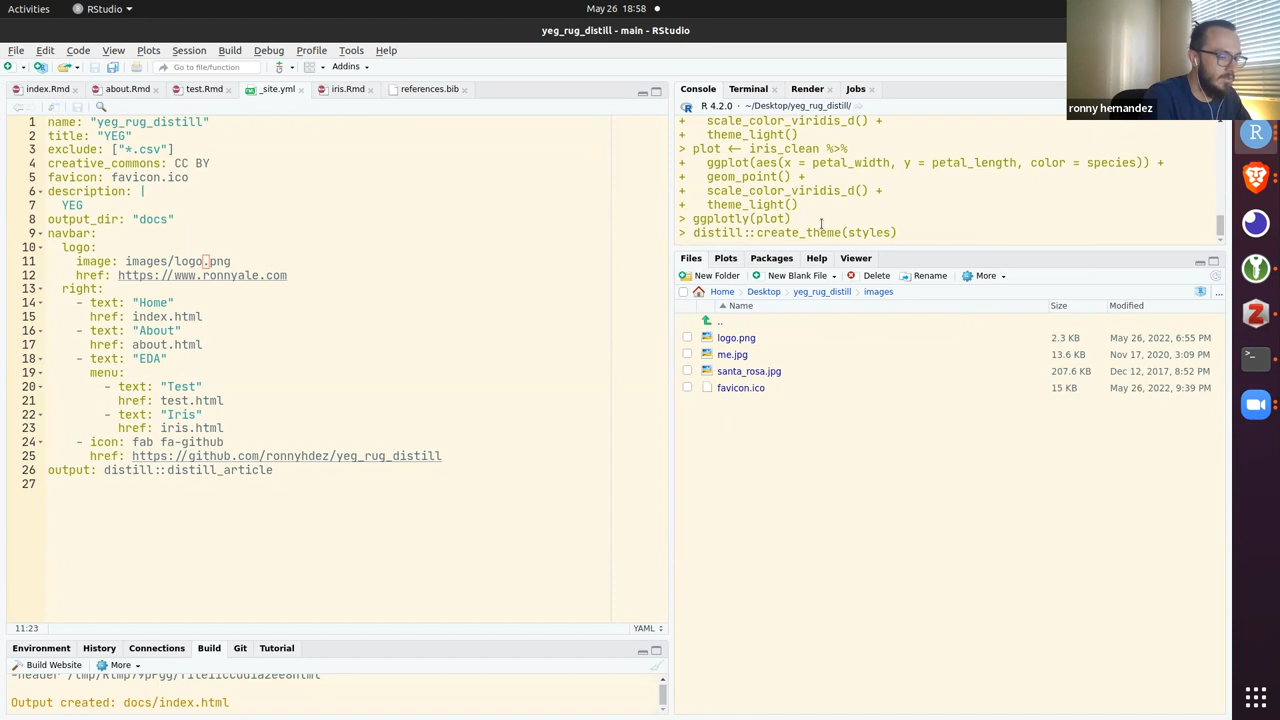 Activities
RStudio
May 26 18:58
yeg_rug_distill - main - RStudio
File Edit Code View Plots Session Build Debug Profile Tools Help
Go to file/function
Addins
index.Rmd
about.Rmd
test.Rmd
_site.yml
iris.Rmd
references.bib
1 name: "yeg_rug_distill"
2 title: "YEG"
3 exclude: ["*.csv"]
4 creative_commons: CC BY
5 favicon: favicon.ico
6 description: |
7 YEG
8 output_dir: "docs"
9 navbar:
10 logo:
11 image: images/logo.png
12 href: https://www.ronnyale.com
13 right:
14 - text: "Home"
15 href: index.html
16 - text: "About"
17 href: about.html
18 - text: "EDA"
19 menu:
20 - text: "Test"
21 href: test.html
22 - text: "Iris"
23 href: iris.html
24 - icon: fab fa-github
25 href: https://github.com/ronnyhdez/yeg_rug_distill
26 output: distill::distill_article
27
11:23
YAML
Environment History Connections Build Git Tutorial
Build Website More
Output created: docs/index.html
Console Terminal Render Jobs
R 4.2.0 · ~/Desktop/yeg_rug_distill/
+ scale_color_viridis_d() +
+ theme_light()
> plot <- iris_clean %>%
+ ggplot(aes(x = petal_width, y = petal_length, color = species)) +
+ geom_point() +
+ scale_color_viridis_d() +
+ theme_light()
> ggplotly(plot)
> distill::create_theme(styles)
Files Plots Packages Help Viewer
New Folder New Blank File Delete Rename More
Home Desktop yeg_rug_distill images
Name Size Modified
..
logo.png 2.3 KB May 26, 2022, 6:55 PM
me.jpg 13.6 KB Nov 17, 2020, 3:09 PM
santa_rosa.jpg 207.6 KB Dec 12, 2017, 8:52 PM
favicon.ico 15 KB May 26, 2022, 9:39 PM
ronny hernandez